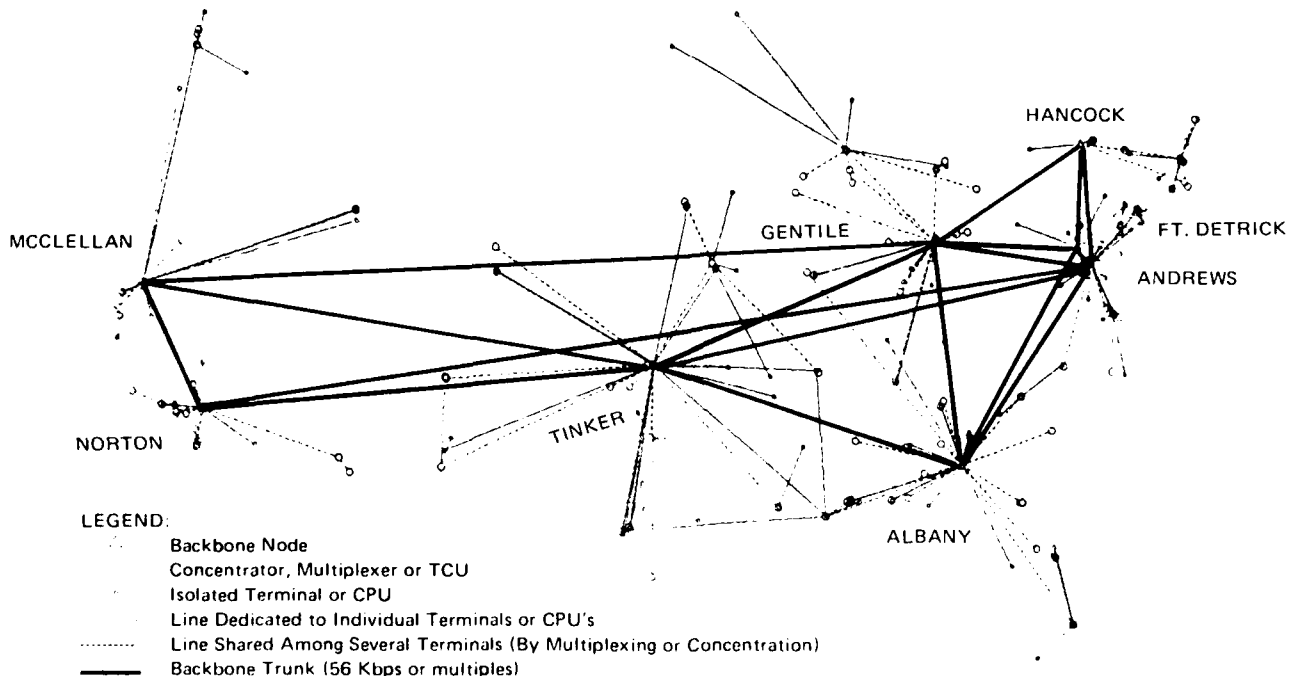 HANCOCK
MCCLELLAN
GENTILE
FT. DETRICK
ANDREWS
NORTON
TINKER
ALBANY
LEGEND:
Backbone Node
Concentrator, Multiplexer or TCU
Isolated Terminal or CPU
Line Dedicated to Individual Terminals or CPU's
Line Shared Among Several Terminals (By Multiplexing or Concentration)
Backbone Trunk (56 Kbps or multiples)